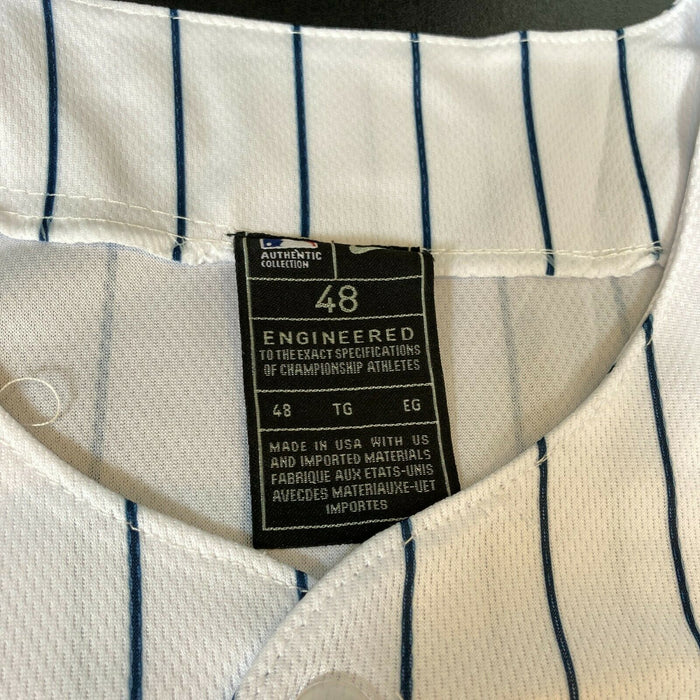 AUTHENTIC
COLLECTION
48
ENGINEERED
TO THE EXACT SPECIFICATIONS
OF CHAMPIONSHIP ATHLETES
48 TG EG
MADE IN USA WITH US
AND IMPORTED MATERIALS
FABRIQUE AUX ETATS-UNIS
AVECDES MATERIAUXE-UET
IMPORTES